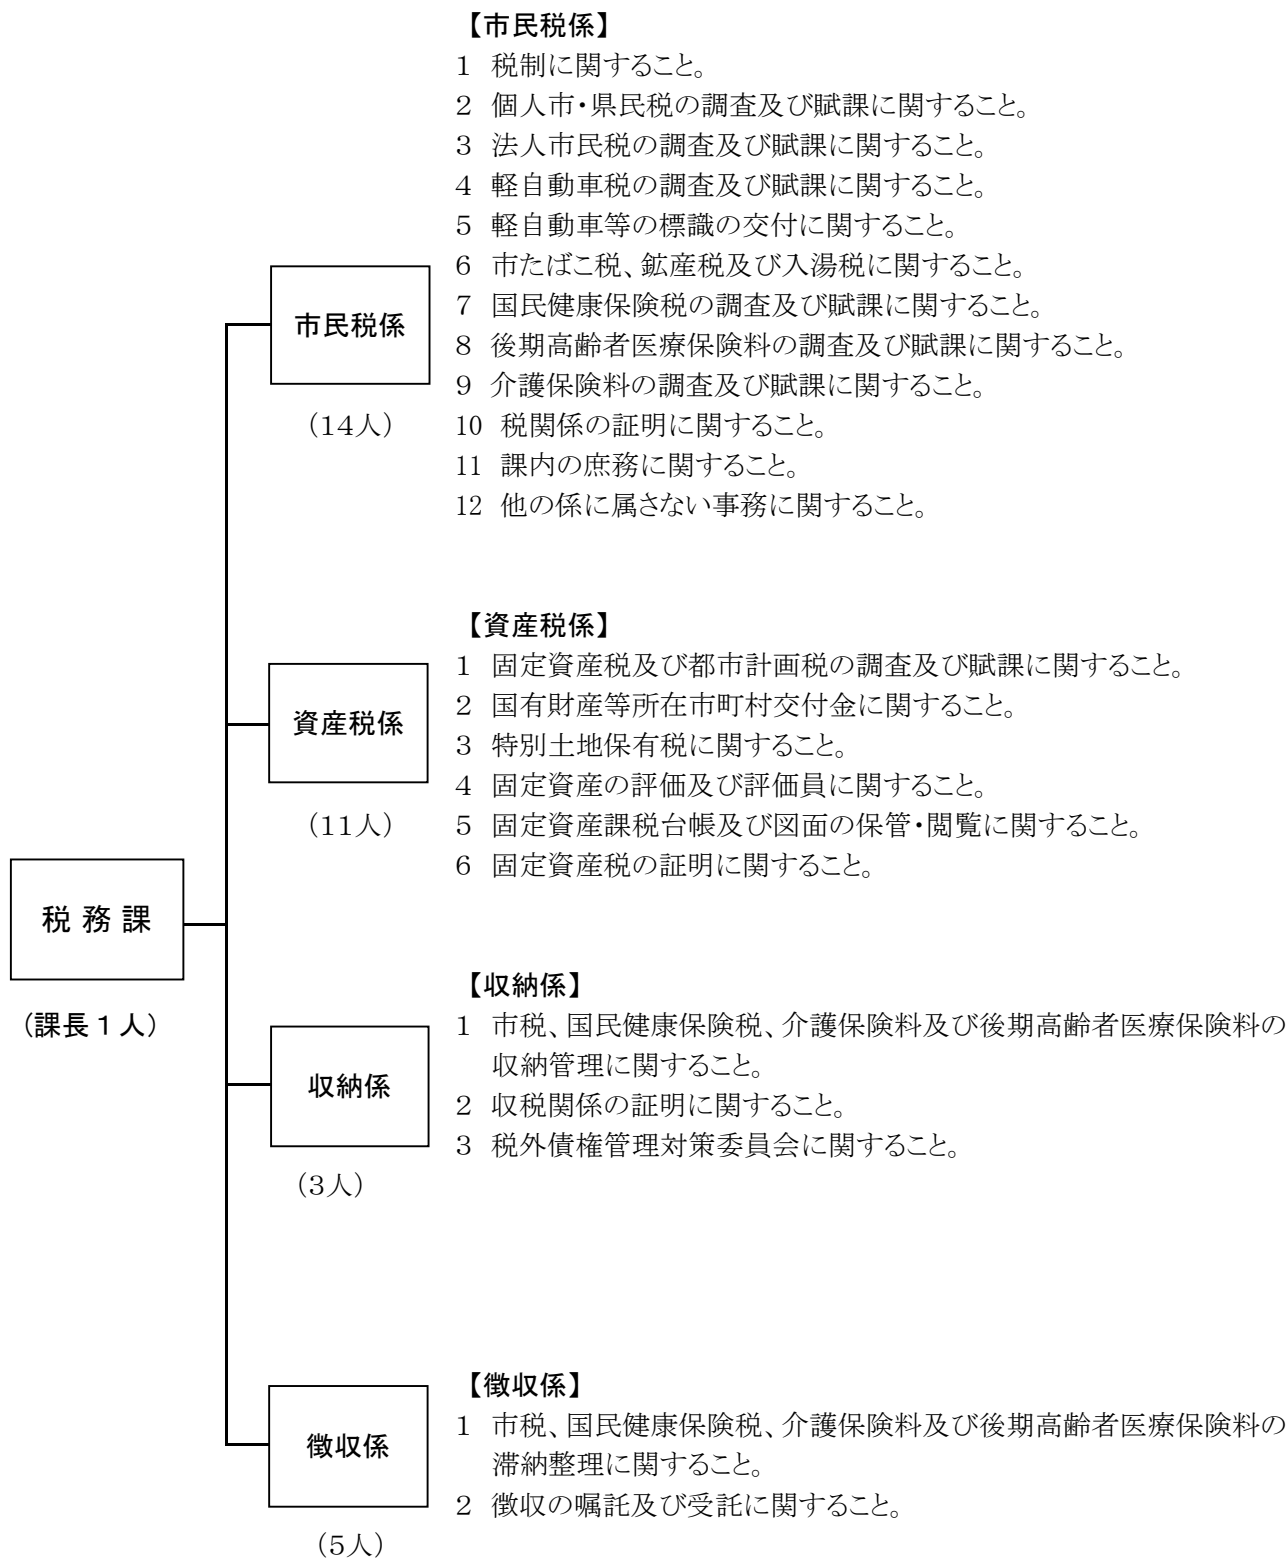 【市民税係】
1 税制に関すること。
2 個人市・県民税の調査及び賦課に関すること。
3 法人市民税の調査及び賦課に関すること。
4 軽自動車税の調査及び賦課に関すること。
5 軽自動車等の標識の交付に関すること。
6 市たばこ税、鉱産税及び入湯税に関すること。
7 国民健康保険税の調査及び賦課に関すること。
8 後期高齢者医療保険料の調査及び賦課に関すること。
9 介護保険料の調査及び賦課に関すること。
10 税関係の証明に関すること。
11 課内の庶務に関すること。
12 他の係に属さない事務に関すること。
市民税係
(14人)
【資産税係】
1 固定資産税及び都市計画税の調査及び賦課に関すること。
2 国有財産等所在市町村交付金に関すること。
3 特別土地保有税に関すること。
4 固定資産の評価及び評価員に関すること。
5 固定資産課税台帳及び図面の保管・閲覧に関すること。
6 固定資産税の証明に関すること。
資産税係
(11人)
税務課
(課長1人)
【収納係】
1 市税、国民健康保険税、介護保険料及び後期高齢者医療保険料の
収納管理に関すること。
2 収税関係の証明に関すること。
3 税外債権管理対策委員会に関すること。
収納係
(3人)
【徴収係】
1 市税、国民健康保険税、介護保険料及び後期高齢者医療保険料の
滞納整理に関すること。
2 徴収の嘱託及び受託に関すること。
徴収係
(5人)